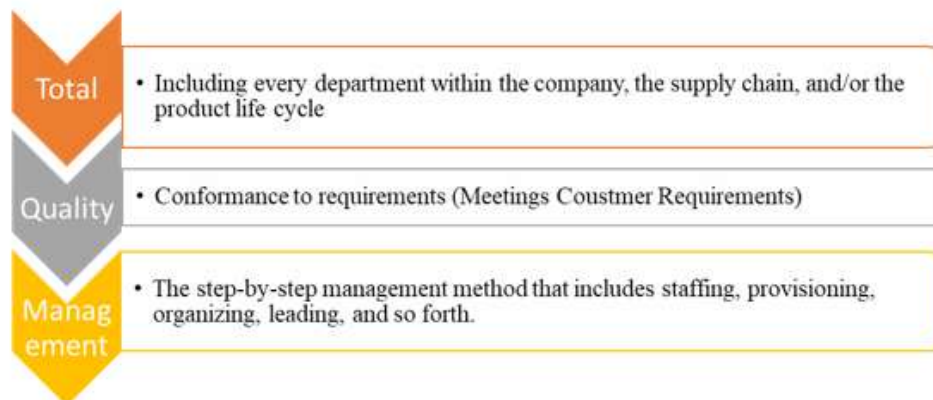 Total
• Including every department within the company, the supply chain, and/or the
product life cycle
Quality
• Conformance to requirements (Meetings Coustmer Requirements)
Manag
ement
• The step-by-step management method that includes staffing, provisioning,
organizing, leading, and so forth.